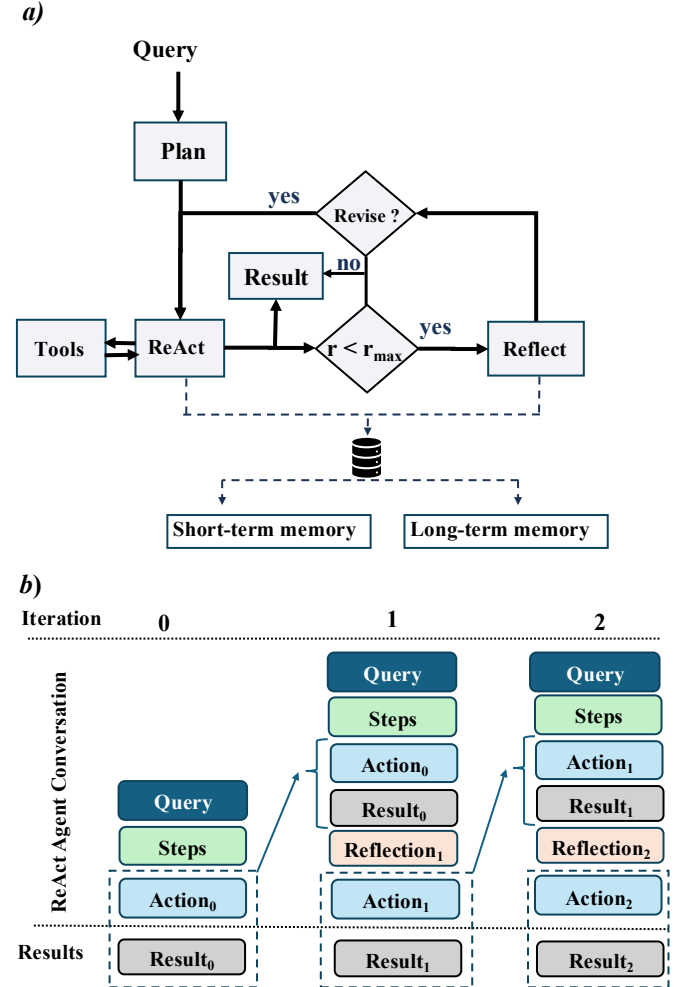 a)
Query
Plan
yes
Revise ?
no
Result
Tools
ReAct
r < rmax
yes
Reflect
Short-term memory
Long-term memory
b)
Iteration
0
1
2
ReAct Agent Conversation
Query
Steps
Action0
Query
Steps
Action0
Result0
Reflection1
Action1
Query
Steps
Action1
Result1
Reflection2
Action2
Results
Result0
Result1
Result2